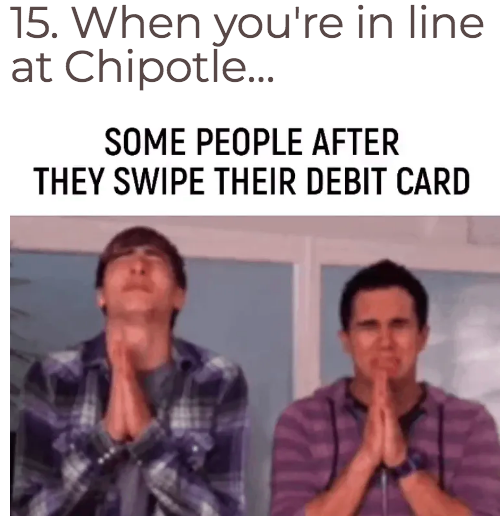 15. When you're in line
at Chipotle...
SOME PEOPLE AFTER
THEY SWIPE THEIR DEBIT CARD